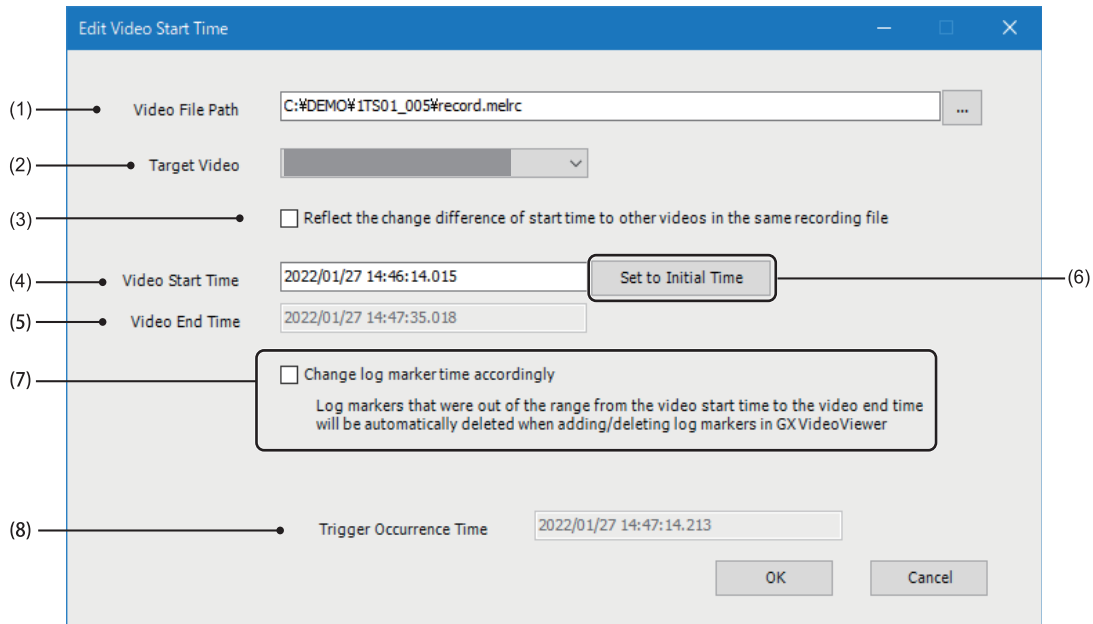 Edit Video Start Time
(1) Video File Path C:¥DEMO¥1TS01_005¥record.melrc ...
(2) Target Video
(3) Reflect the change difference of start time to other videos in the same recording file
(4) Video Start Time 2022/01/27 14:46:14.015 Set to Initial Time (6)
(5) Video End Time 2022/01/27 14:47:35.018
(7) Change log marker time accordingly
Log markers that were out of the range from the video start time to the video end time
will be automatically deleted when adding/deleting log markers in GX VideoViewer
(8) Trigger Occurrence Time 2022/01/27 14:47:14.213
OK Cancel